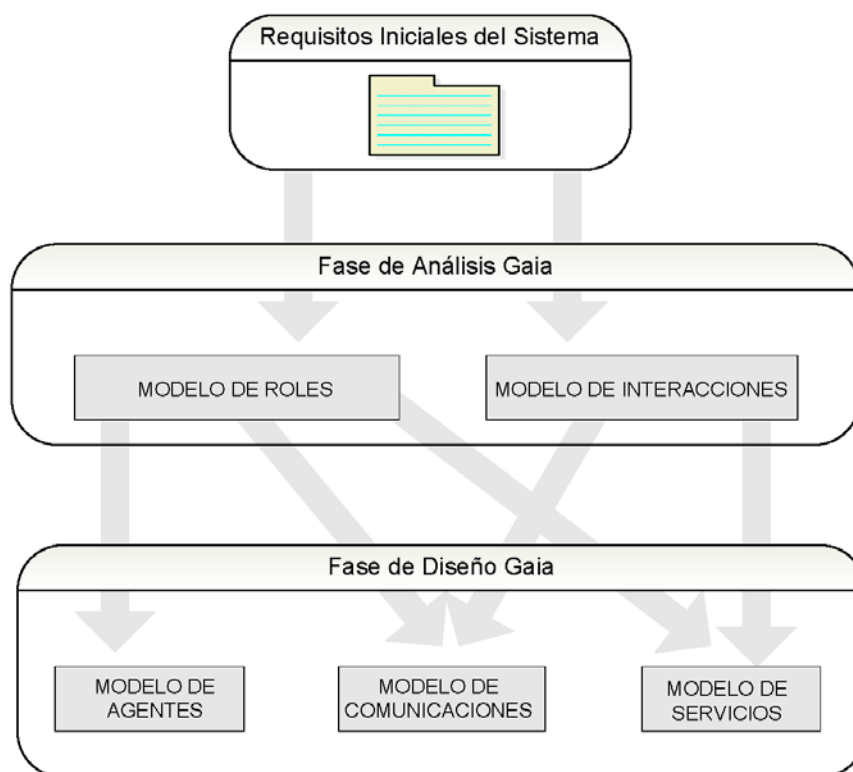 Requisitos Iniciales del Sistema
Fase de Análisis Gaia
MODELO DE ROLES
MODELO DE INTERACCIONES
Fase de Diseño Gaia
MODELO DE
AGENTES
MODELO DE
COMUNICACIONES
MODELO DE
SERVICIOS